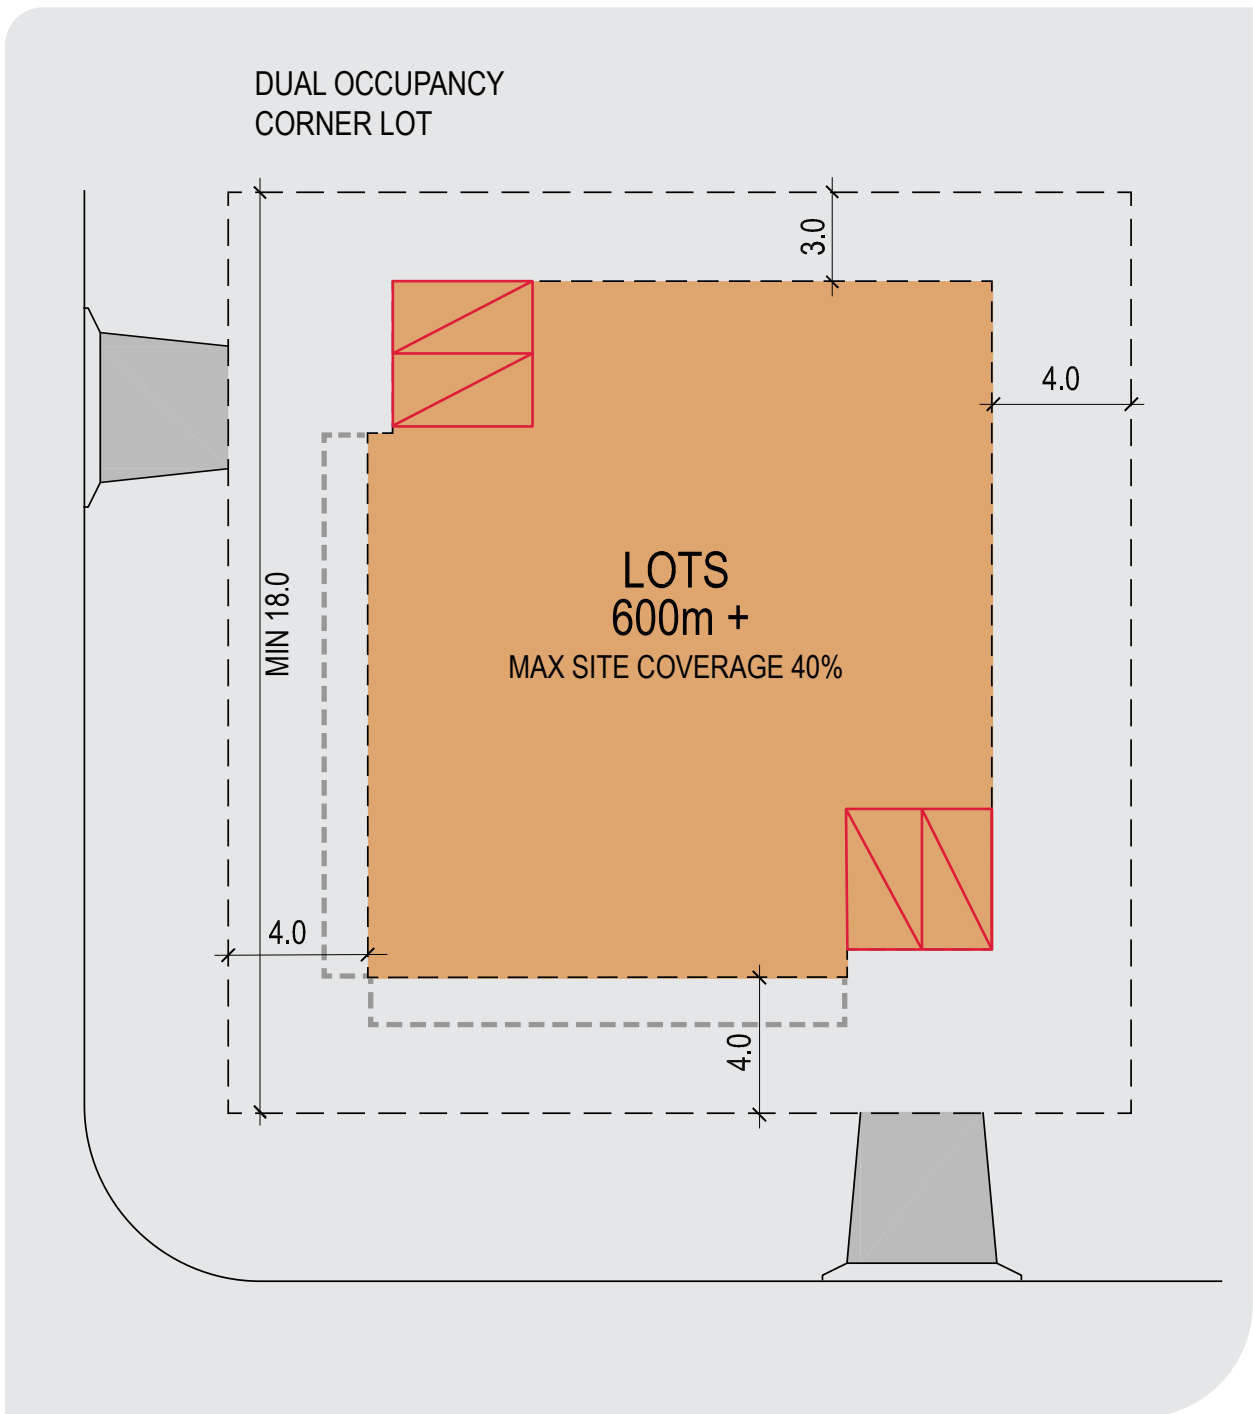 DUAL OCCUPANCY
CORNER LOT
3.0
4.0
LOTS
600m +
MAX SITE COVERAGE 40%
MIN 18.0
4.0
4.0